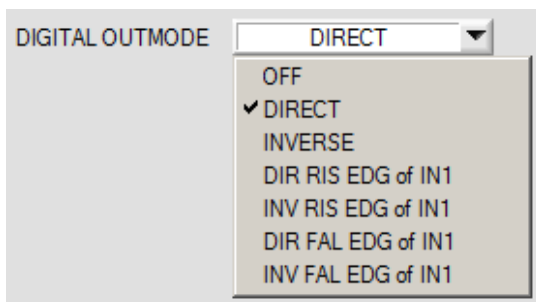 DIGITAL OUTMODE DIRECT
OFF
DIRECT
INVERSE
DIR RIS EDG of IN1
INV RIS EDG of IN1
DIR FAL EDG of IN1
INV FAL EDG of IN1